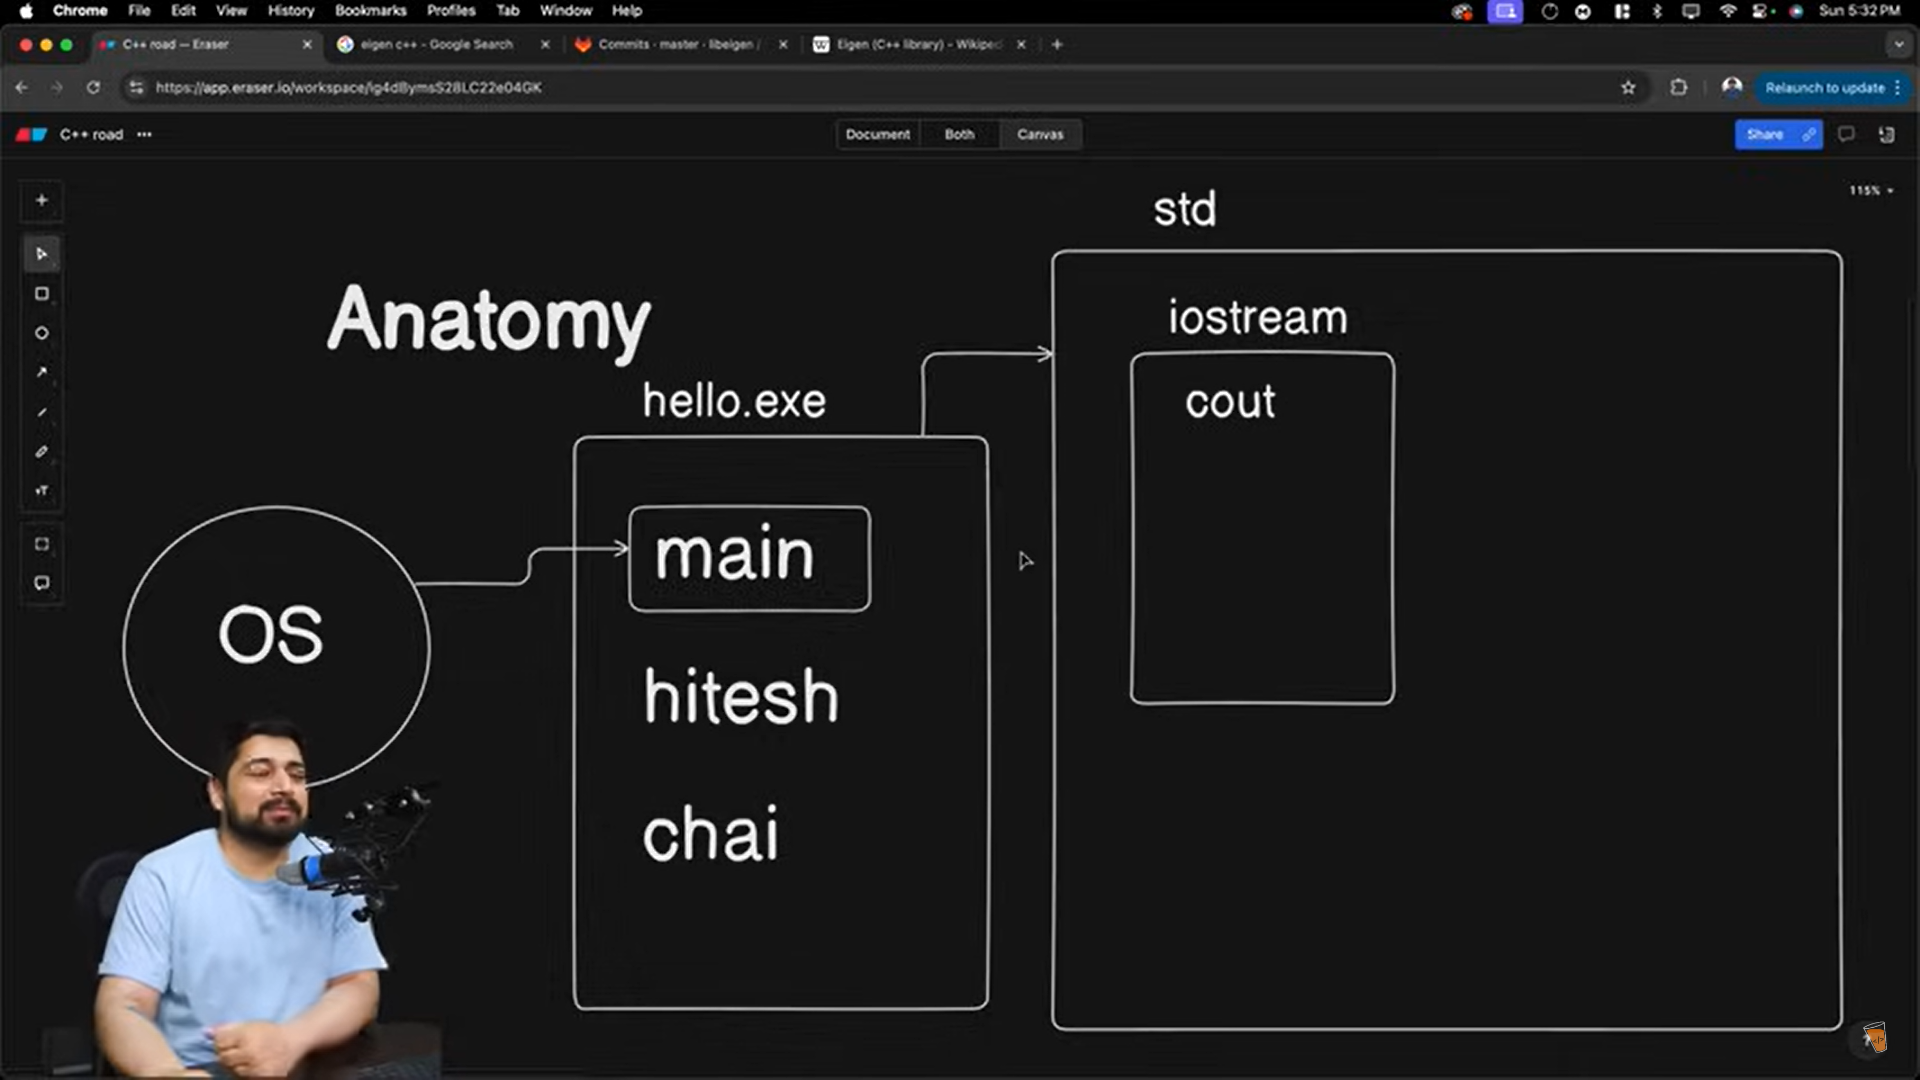 Chrome File Edit View History Bookmarks Profiles Tab Window Help Sun 5:32 PM
C++ road — Eraser eigen c++ - Google Search Commits · master · libeigen / Eigen (C++ library) - Wikiped
https://app.eraser.io/workspace/ Relaunch to update
C++ road Document Both Canvas Share
115%
std
Anatomy
iostream
hello.exe
cout
main
OS
hitesh
chai